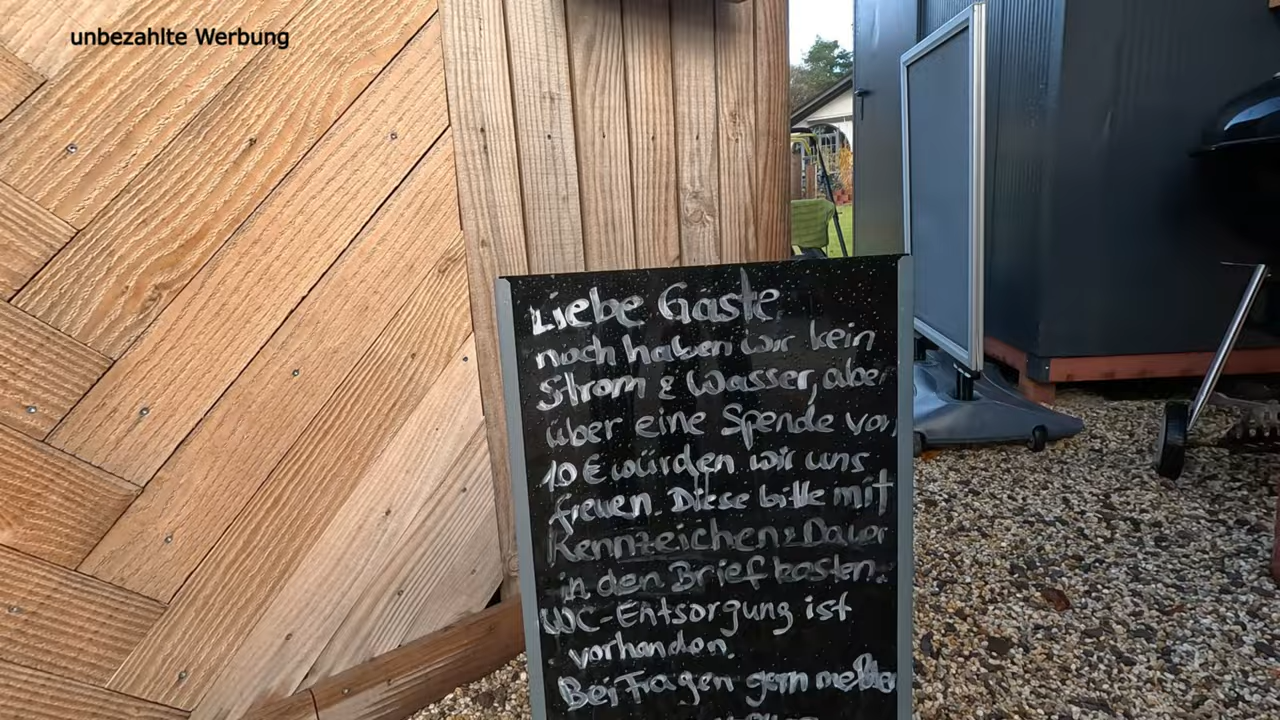 unbezahlte Werbung
Liebe Gäste
noch haben wir kein
Strom & Wasser, aber
über eine Spende von
10 € würden wir uns
freuen. Diese bitte mit
Kennzeichen & Dauer
in den Briefkasten.
WC-Entsorgung ist
vorhanden.
Bei Fragen gern melden